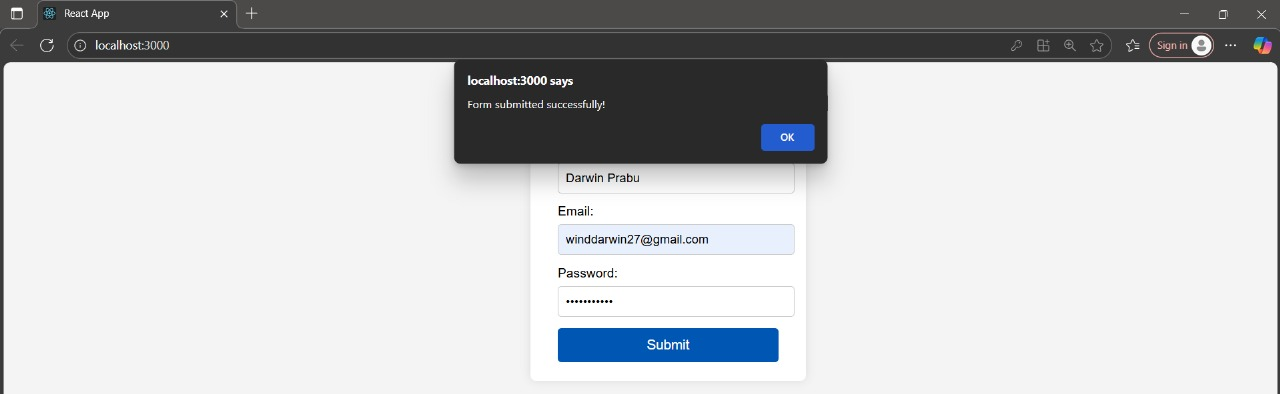 React App
localhost:3000
Sign in
localhost:3000 says
Form submitted successfully!
OK
Darwin Prabu
Email:
winddarwin27@gmail.com
Password:
•••••••••••
Submit